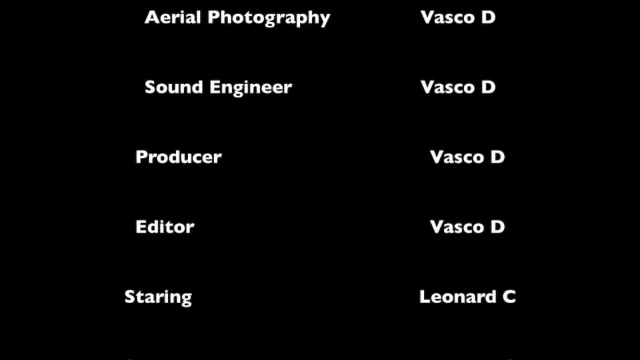 Aerial Photography Vasco D
Sound Engineer Vasco D
Producer Vasco D
Editor Vasco D
Staring Leonard C